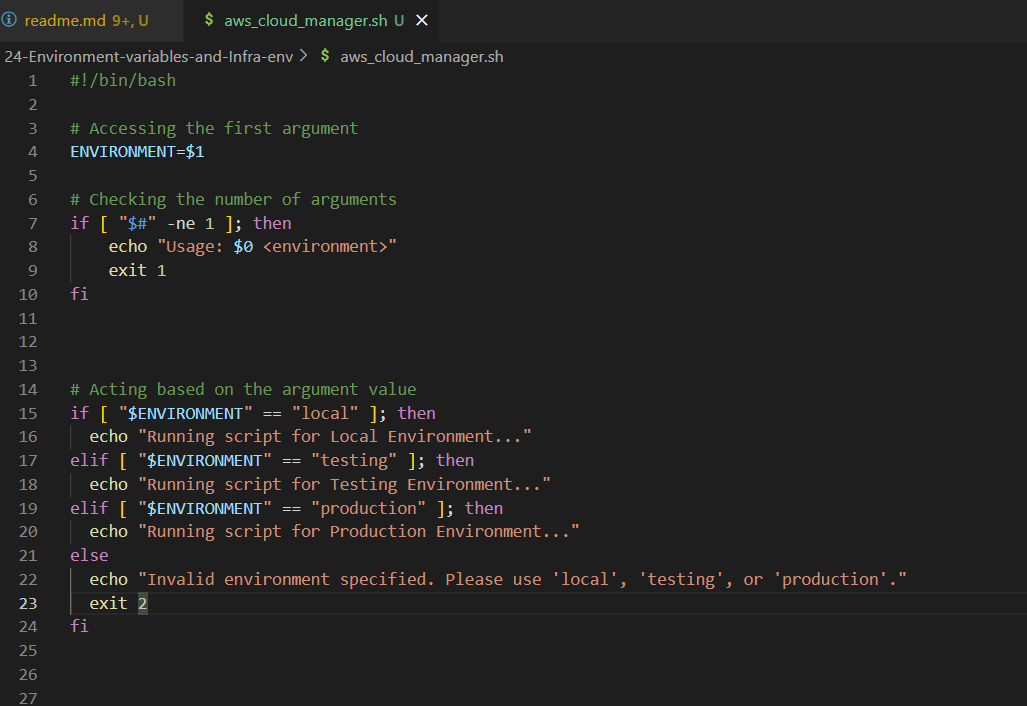 readme.md 9+, U $ aws_cloud_manager.sh U
24-Environment-variables-and-Infra-env > $ aws_cloud_manager.sh
1 #!/bin/bash
2
3 # Accessing the first argument
4 ENVIRONMENT=$1
5
6 # Checking the number of arguments
7 if [ "$#" -ne 1 ]; then
8     echo "Usage: $0 <environment>"
9     exit 1
10 fi
11
12
13
14 # Acting based on the argument value
15 if [ "$ENVIRONMENT" == "local" ]; then
16   echo "Running script for Local Environment..."
17 elif [ "$ENVIRONMENT" == "testing" ]; then
18   echo "Running script for Testing Environment..."
19 elif [ "$ENVIRONMENT" == "production" ]; then
20   echo "Running script for Production Environment..."
21 else
22   echo "Invalid environment specified. Please use 'local', 'testing', or 'production'."
23   exit 2
24 fi
25
26
27